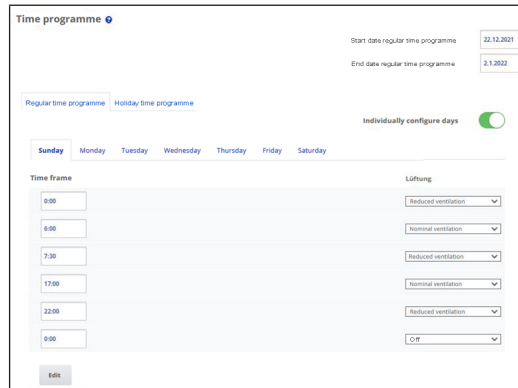 Time programme ?
Start date regular time programme 22.12.2021
End date regular time programme 2.1.2022
Regular time programme Holiday time programme
Individually configure days
Sunday Monday Tuesday Wednesday Thursday Friday Saturday
Time frame Lüftung
0:00 Reduced ventilation
6:00 Nominal ventilation
7:30 Reduced ventilation
17:00 Nominal ventilation
22:00 Reduced ventilation
0:00 Off
Edit